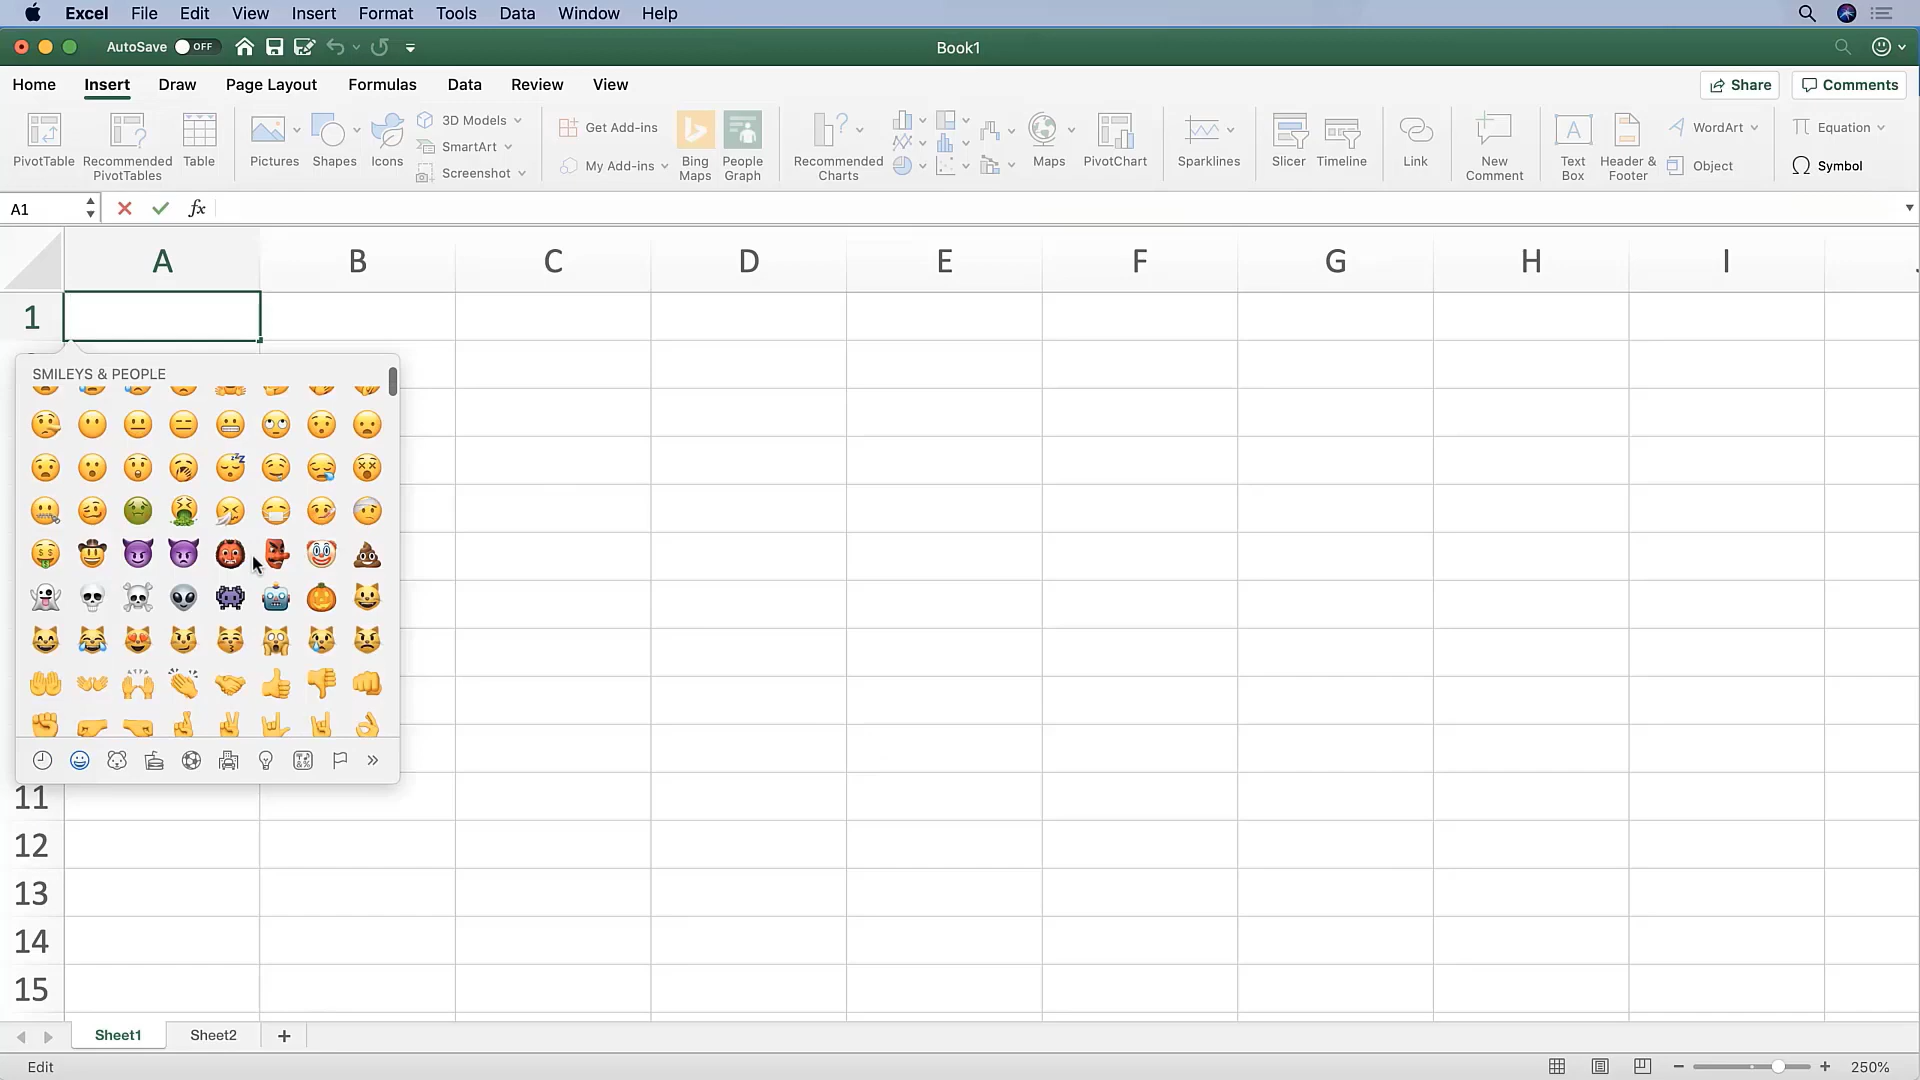 Excel File Edit View Insert Format Tools Data Window Help
AutoSave OFF Book1
Home Insert Draw Page Layout Formulas Data Review View Share Comments
PivotTable
Recommended
PivotTables
Table
Pictures
Shapes
Icons
3D Models
SmartArt
Screenshot
Get Add-ins
My Add-ins
Bing
Maps
People
Graph
Recommended
Charts
Maps
PivotChart
Sparklines
Slicer
Timeline
Link
New
Comment
A
Text
Box
Header &
Footer
WordArt
Object
Equation
Symbol
A1 fx
A B C D E F G H I
1
SMILEYS & PEOPLE
11
12
13
14
15
Sheet1 Sheet2
Edit 250%